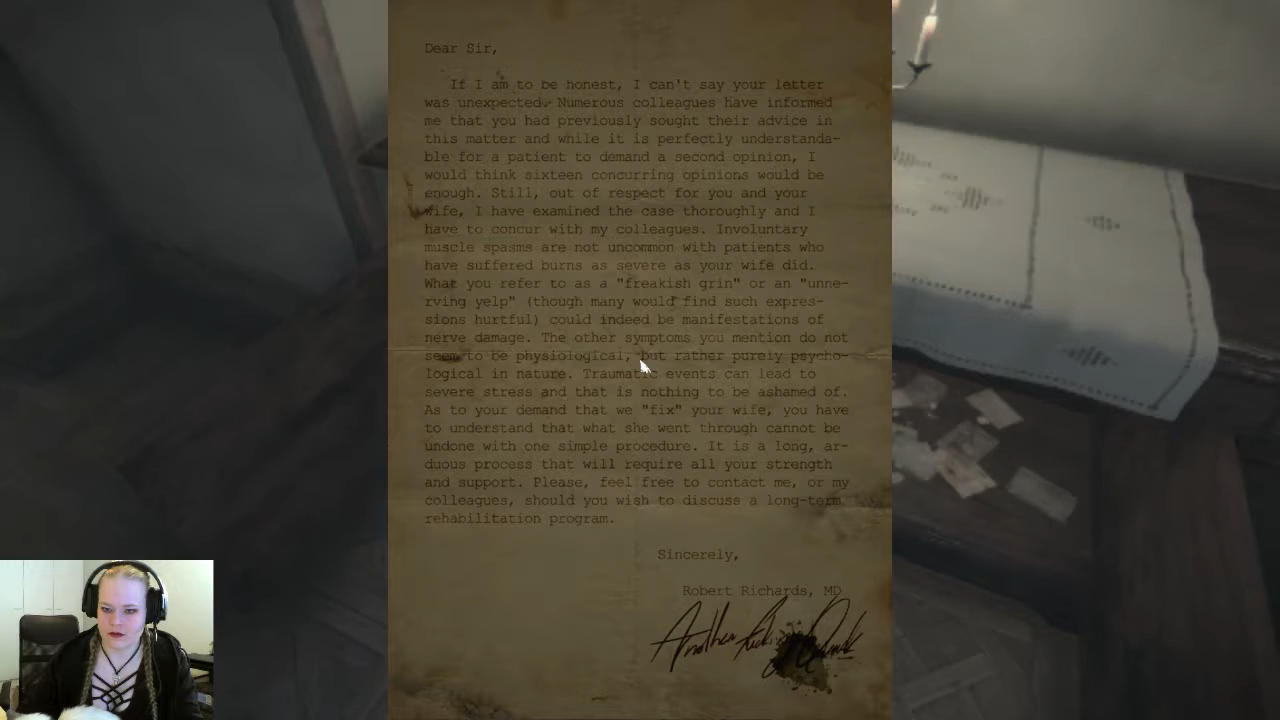 Dear Sir,
If I am to be honest, I can't say your letter
was unexpected. Numerous colleagues have informed
me that you had previously sought their advice in
this matter and while it is perfectly understanda-
ble for a patient to demand a second opinion, I
would think sixteen concurring opinions would be
enough. Still, out of respect for you and your
wife, I have examined the case thoroughly and I
have to concur with my colleagues. Involuntary
muscle spasms are not uncommon with patients who
have suffered burns as severe as your wife did.
What you refer to as a "freakish grin" or an "unne-
rving yelp" (though many would find such expres-
sions hurtful) could indeed be manifestations of
nerve damage. The other symptoms you mention do not
seem to be physiological, but rather purely psycho-
logical in nature. Traumatic events can lead to
severe stress and that is nothing to be ashamed of.
As to your demand that we "fix" your wife, you have
to understand that what she went through cannot be
undone with one simple procedure. It is a long, ar-
duous process that will require all your strength
and support. Please, feel free to contact me, or my
colleagues, should you wish to discuss a long-term
rehabilitation program.
Sincerely,
Robert Richards, MD
Another